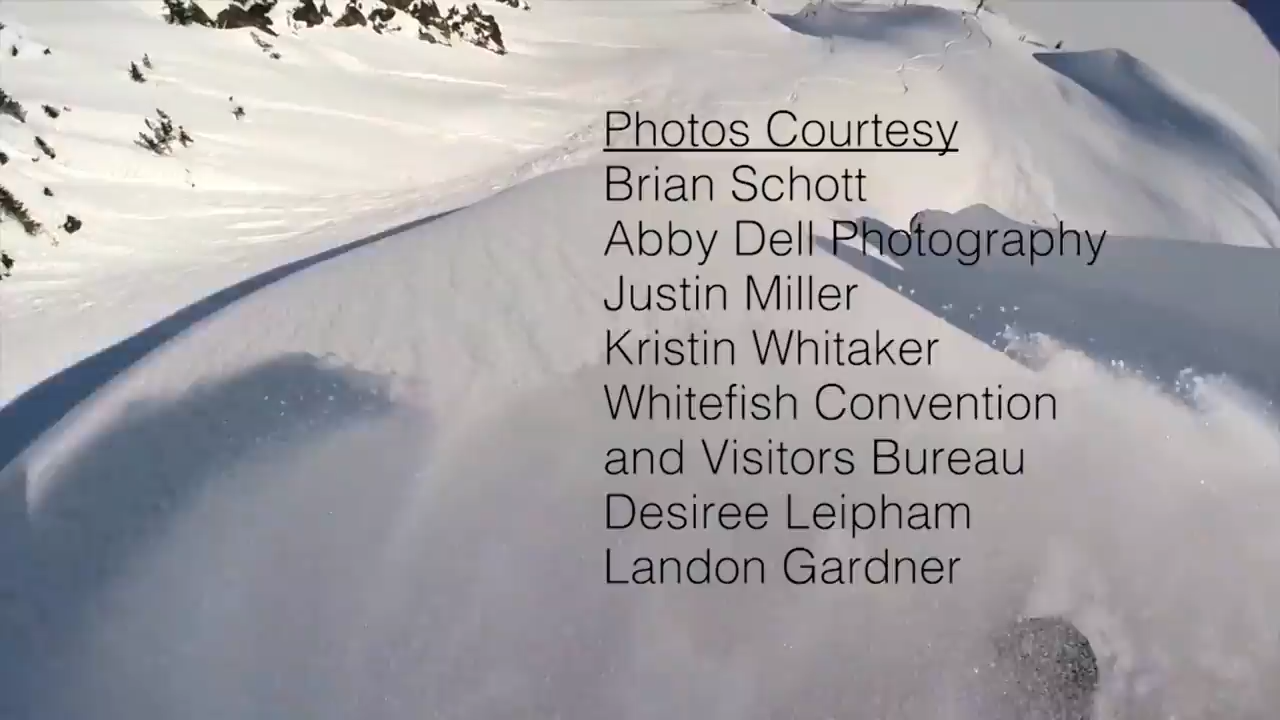 Photos Courtesy
Brian Schott
Abby Dell Photography
Justin Miller
Kristin Whitaker
Whitefish Convention
and Visitors Bureau
Desiree Leipham
Landon Gardner